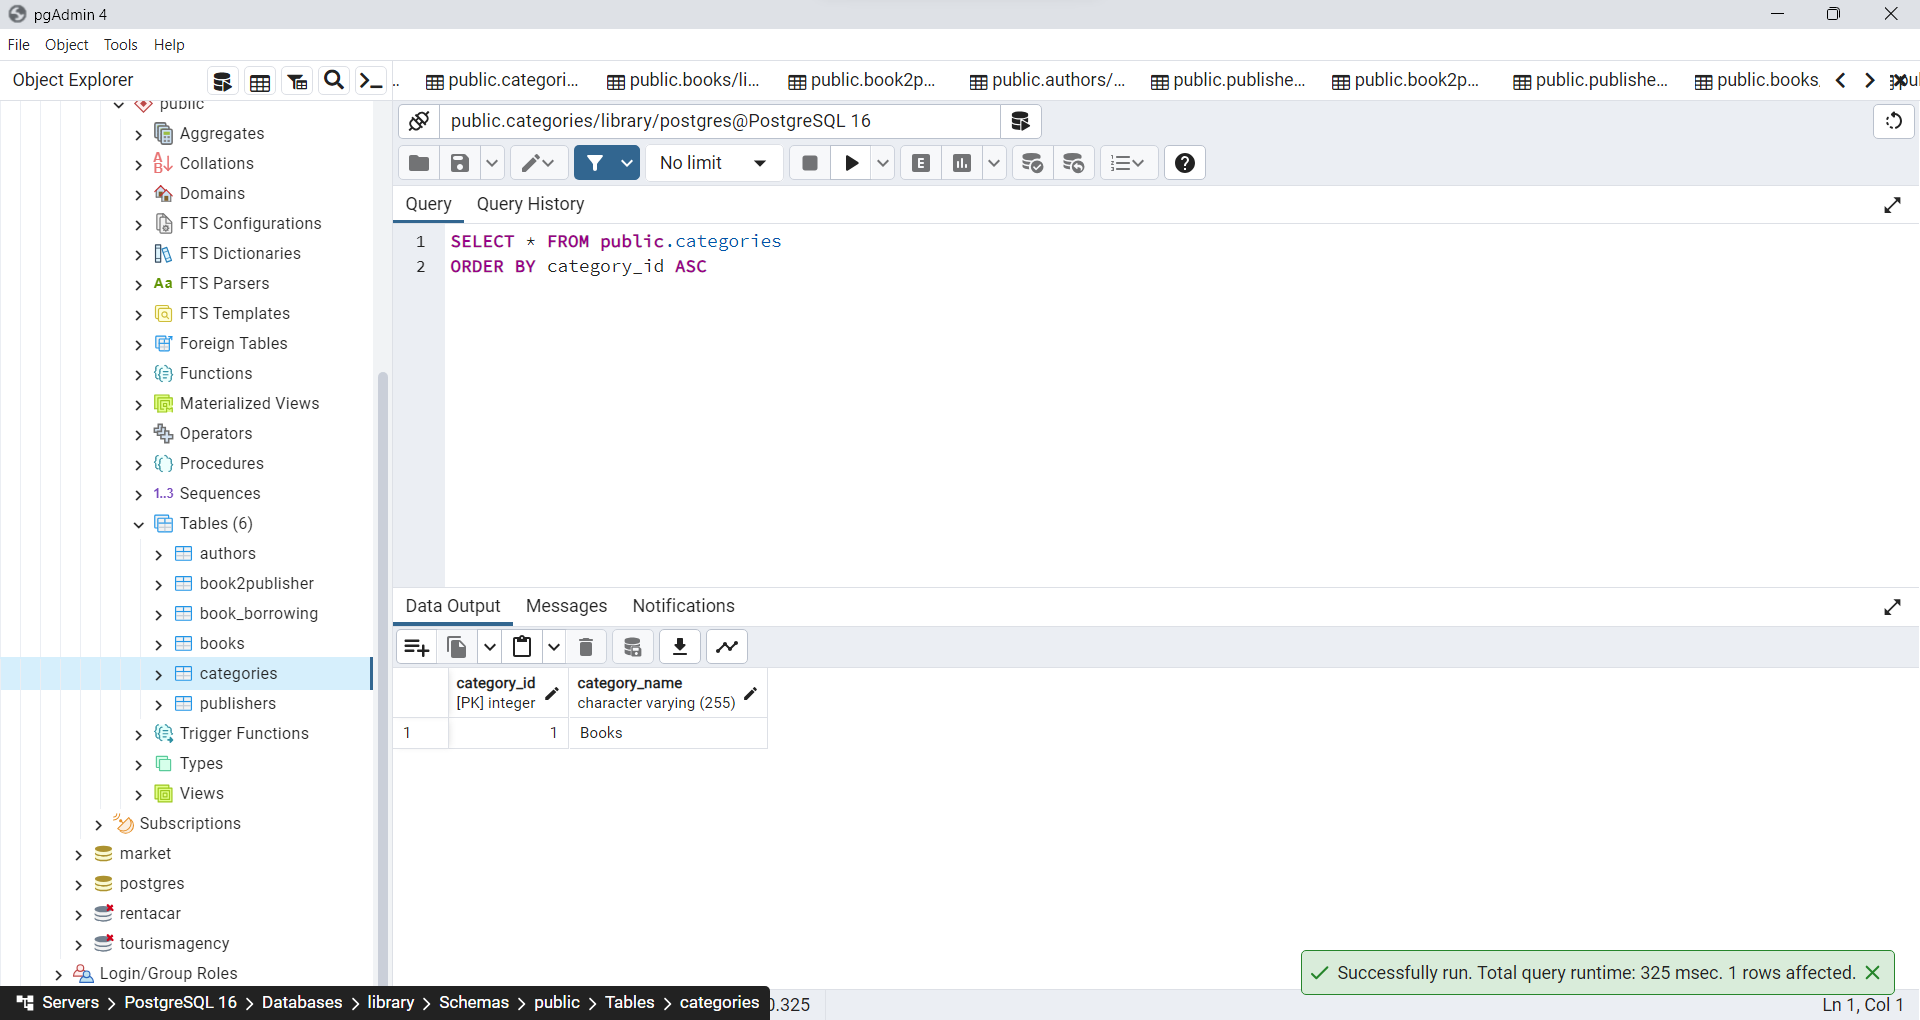 pgAdmin 4
File Object Tools Help
Object Explorer
public.categori... public.books/li... public.book2p... public.authors/... public.publishe... public.book2p... public.publishe... public.books
public
Aggregates
Collations
Domains
FTS Configurations
FTS Dictionaries
Aa FTS Parsers
FTS Templates
Foreign Tables
Functions
Materialized Views
Operators
Procedures
1..3 Sequences
Tables (6)
authors
book2publisher
book_borrowing
books
categories
publishers
Trigger Functions
Types
Views
Subscriptions
market
postgres
rentacar
tourismagency
Login/Group Roles
public.categories/library/postgres@PostgreSQL 16
No limit
E
Query Query History
1 SELECT * FROM public.categories
2 ORDER BY category_id ASC
Data Output Messages Notifications
category_id category_name
[PK] integer character varying (255)
1 1 Books
Successfully run. Total query runtime: 325 msec. 1 rows affected.
Servers > PostgreSQL 16 > Databases > library > Schemas > public > Tables > categories
.325
Ln 1, Col 1